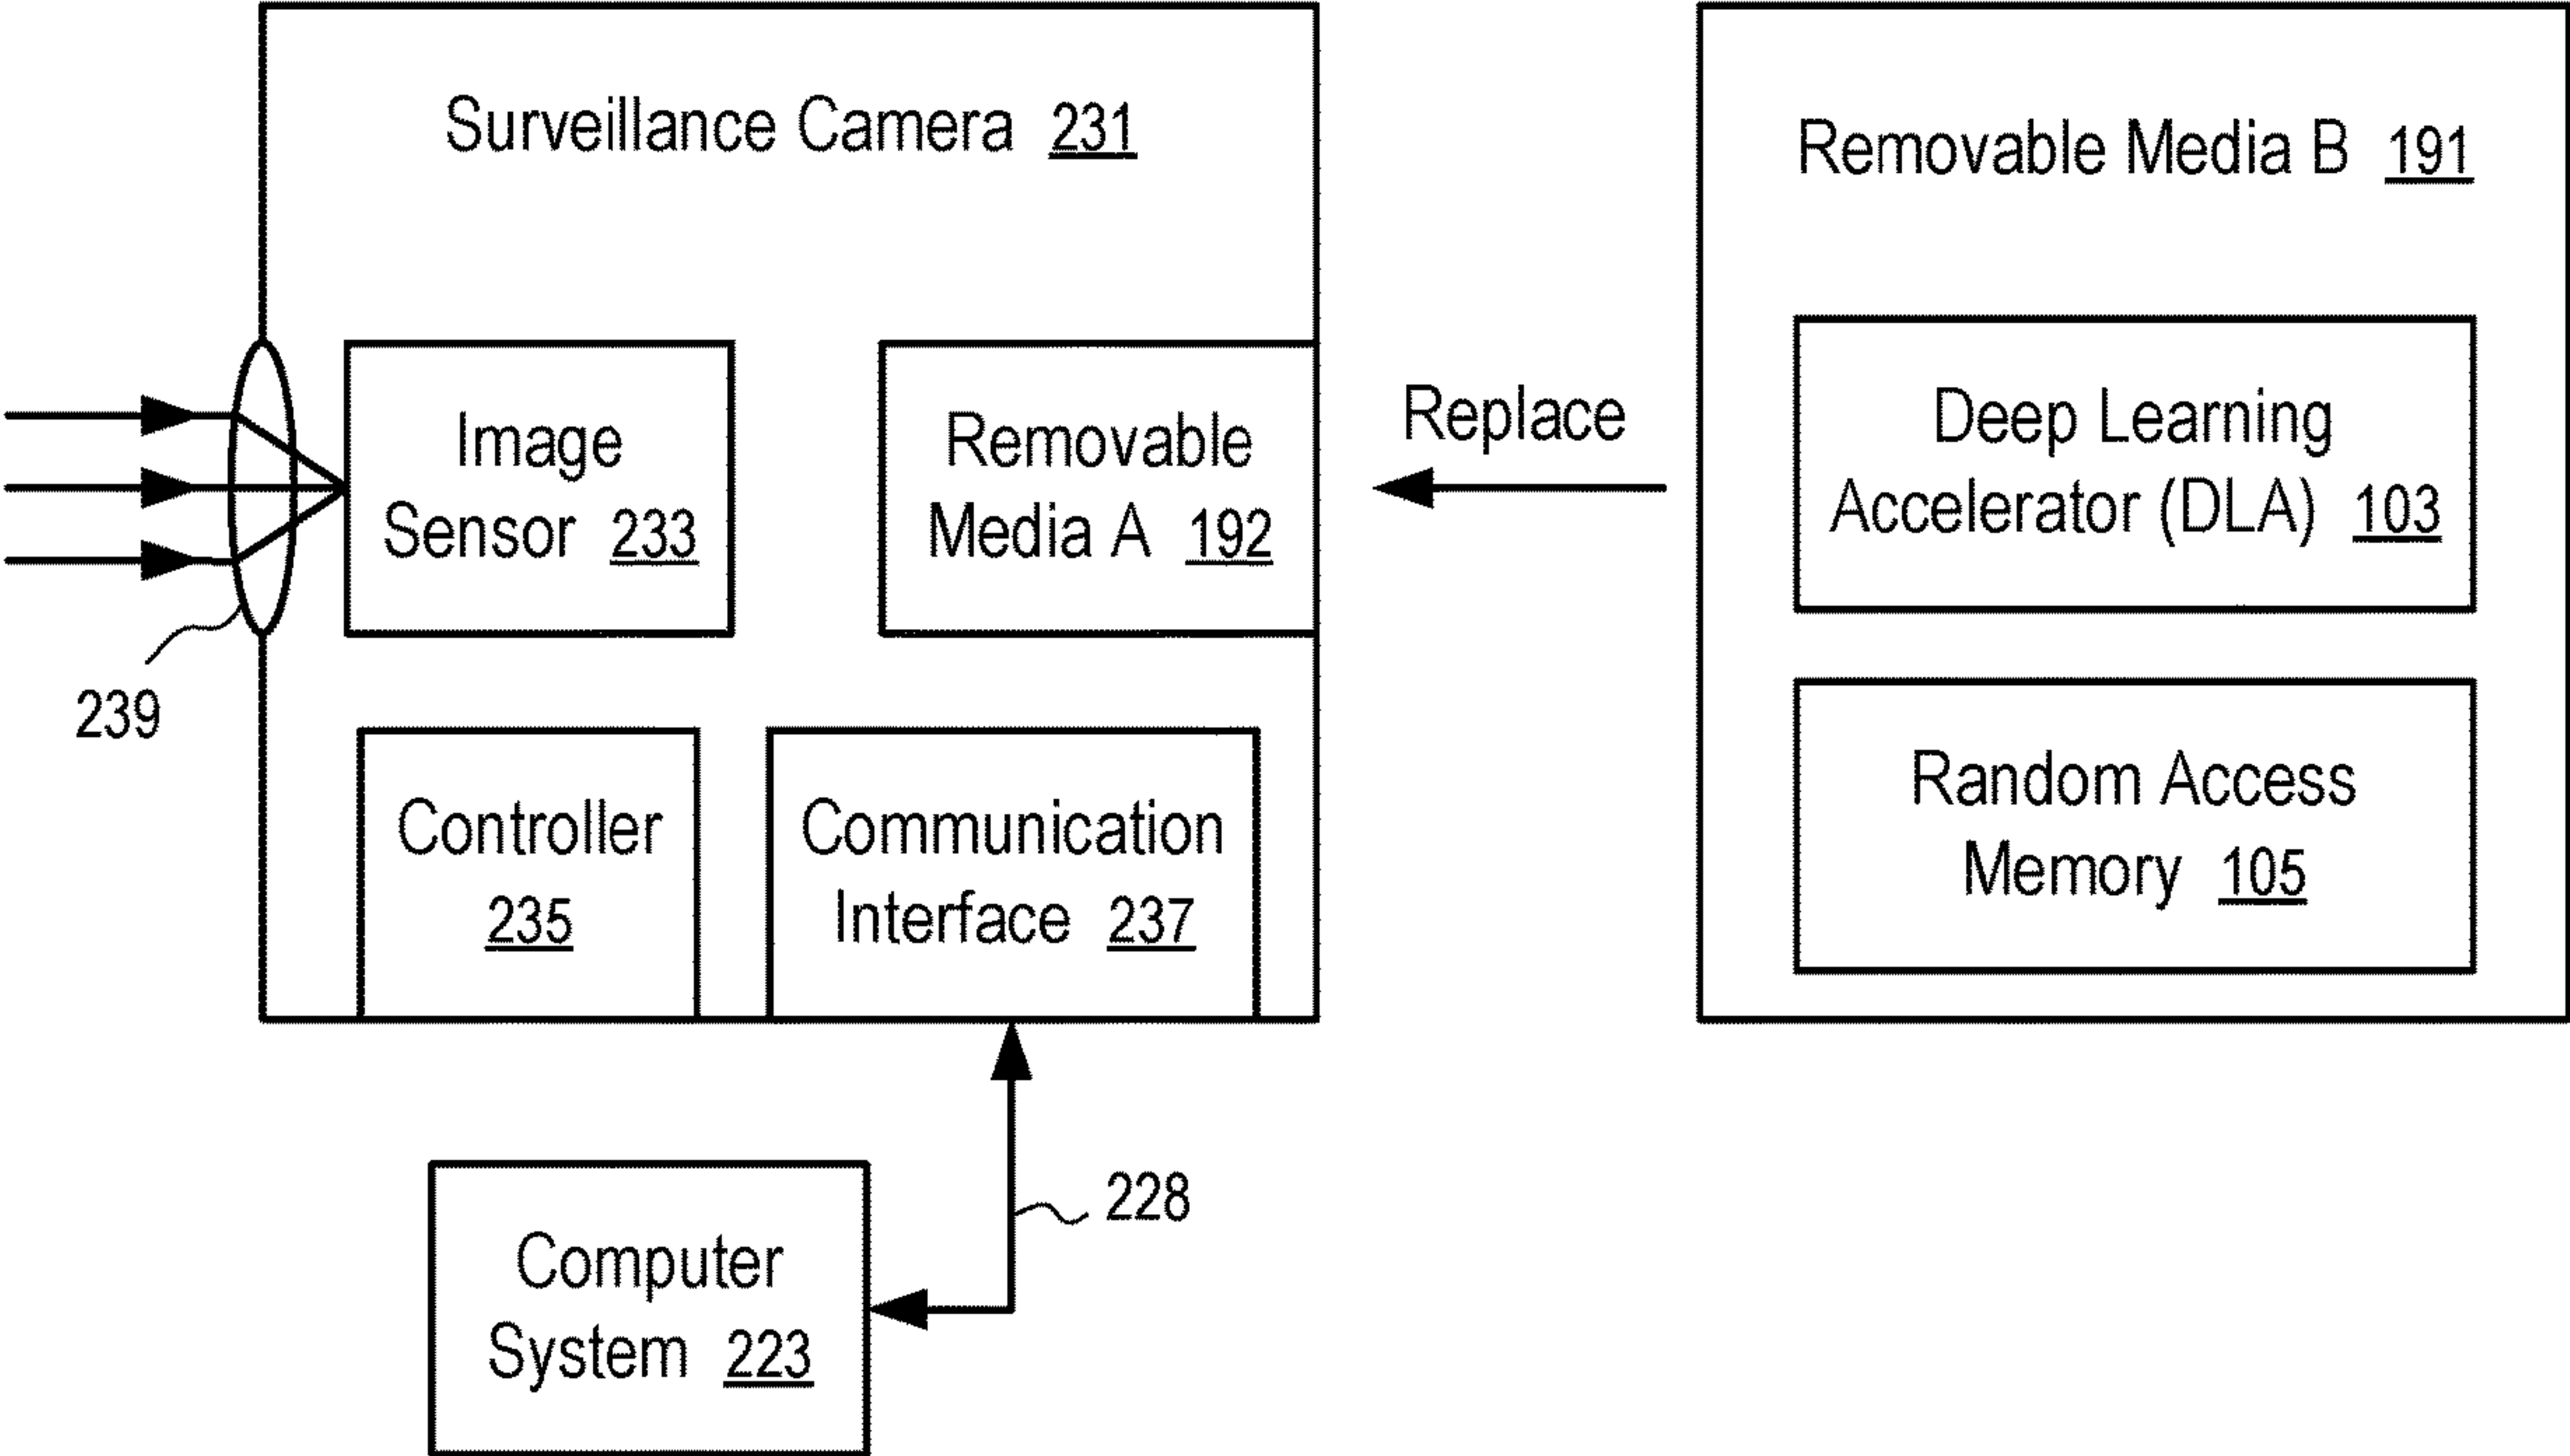 Surveillance Camera 231
Image
Sensor 233
Removable
Media A 192
239
Controller
235
Communication
Interface 237
228
Computer
System 223
Replace
Removable Media B 191
Deep Learning
Accelerator (DLA) 103
Random Access
Memory 105